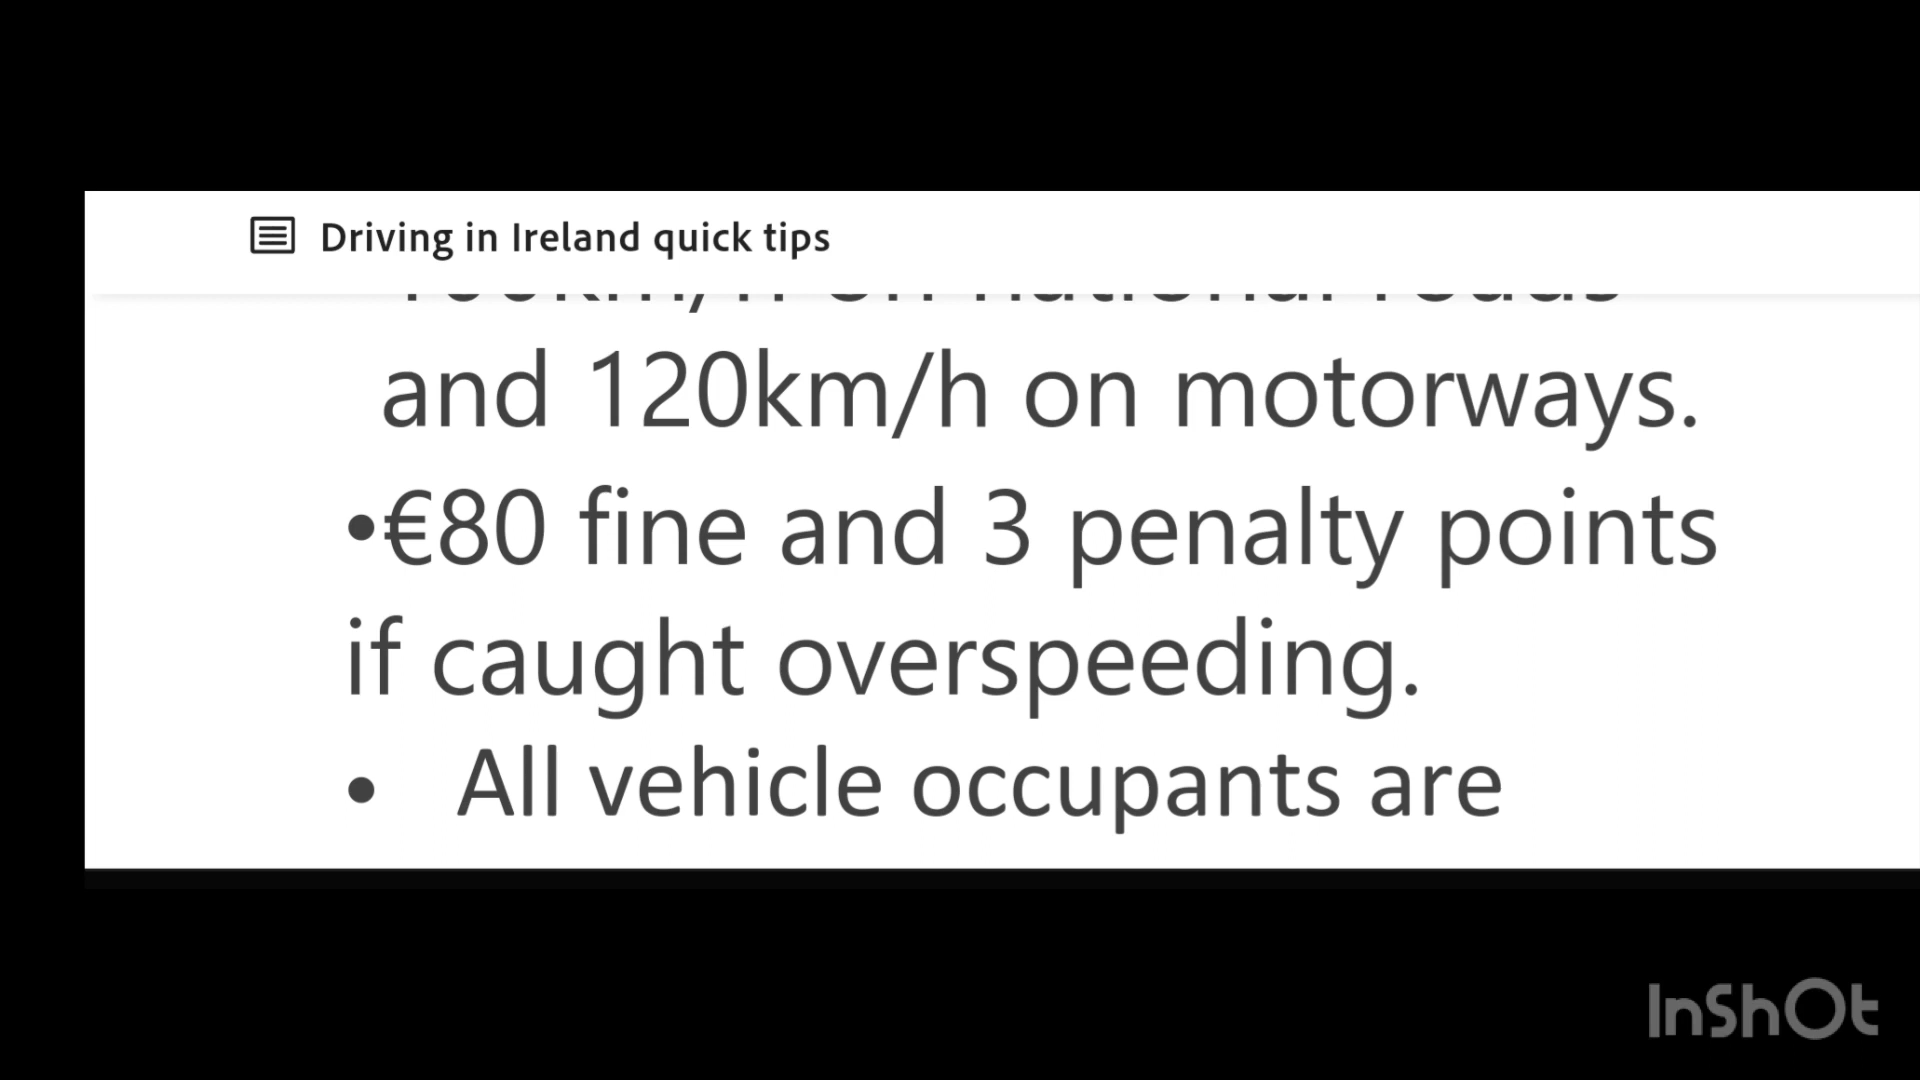 Driving in Ireland quick tips
and 120km/h on motorways.
•€80 fine and 3 penalty points
if caught overspeeding.
• All vehicle occupants are
InShOt